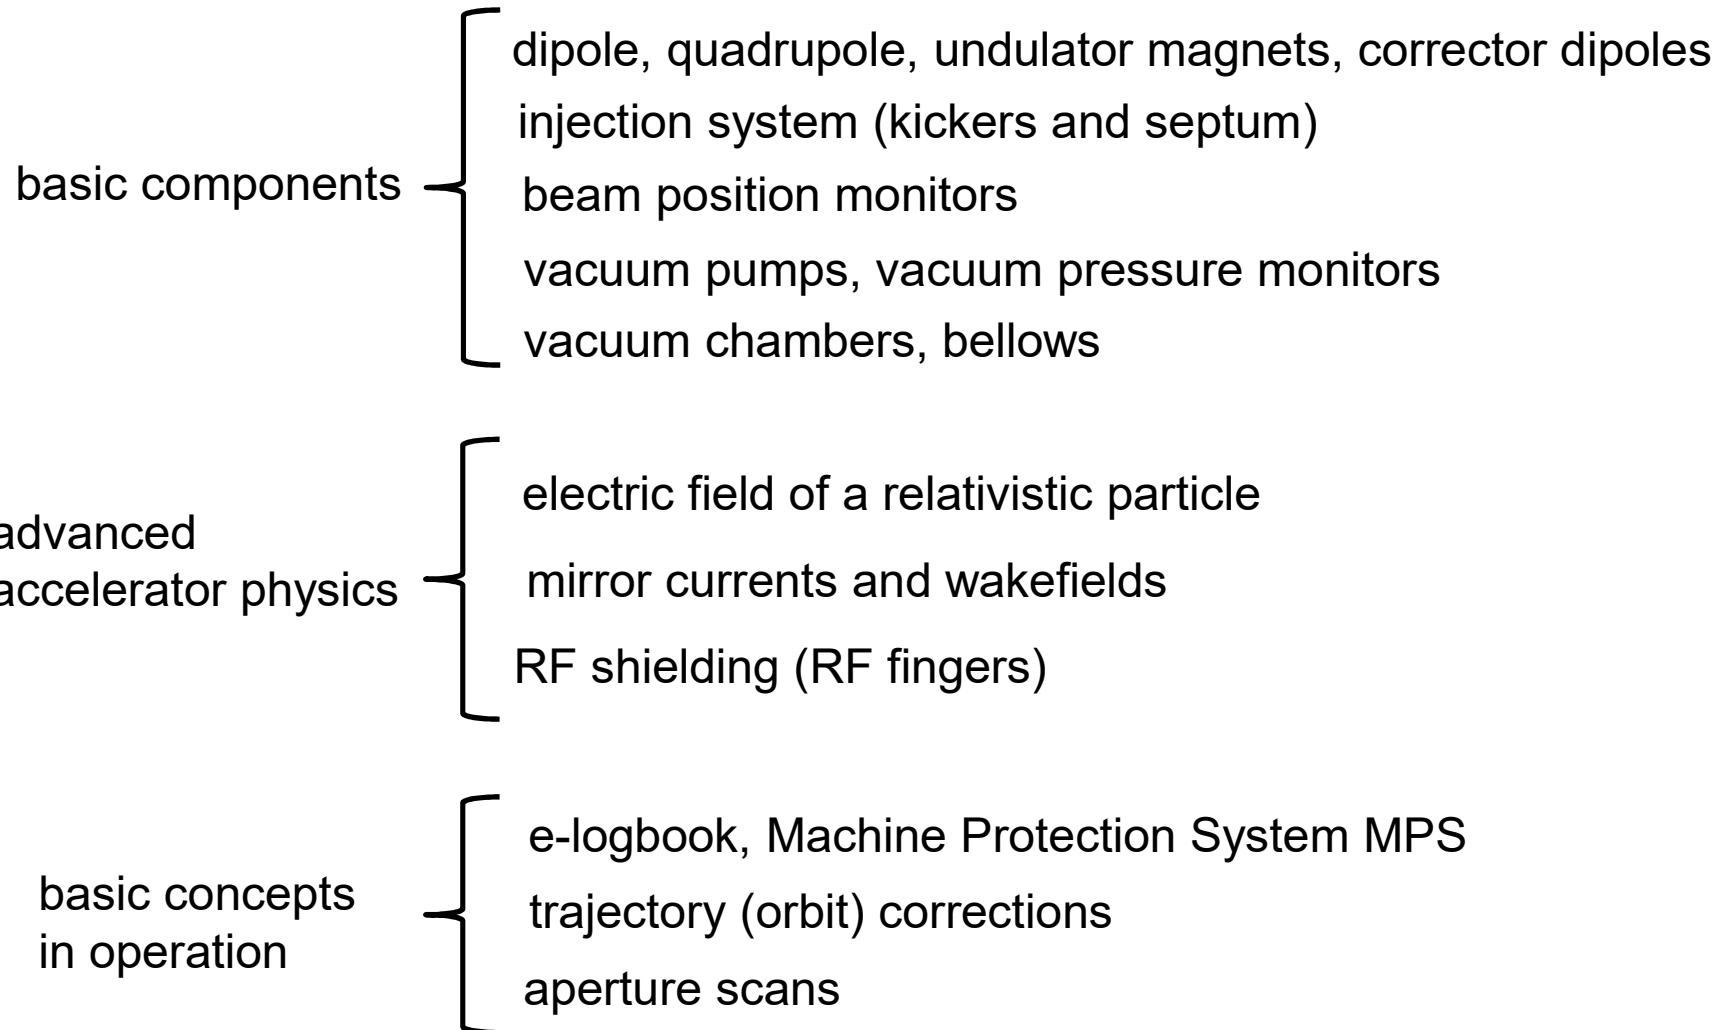 basic components
dipole, quadrupole, undulator magnets, corrector dipoles
injection system (kickers and septum)
beam position monitors
vacuum pumps, vacuum pressure monitors
vacuum chambers, bellows
advanced
accelerator physics
electric field of a relativistic particle
mirror currents and wakefields
RF shielding (RF fingers)
basic concepts
in operation
e-logbook, Machine Protection System MPS
trajectory (orbit) corrections
aperture scans